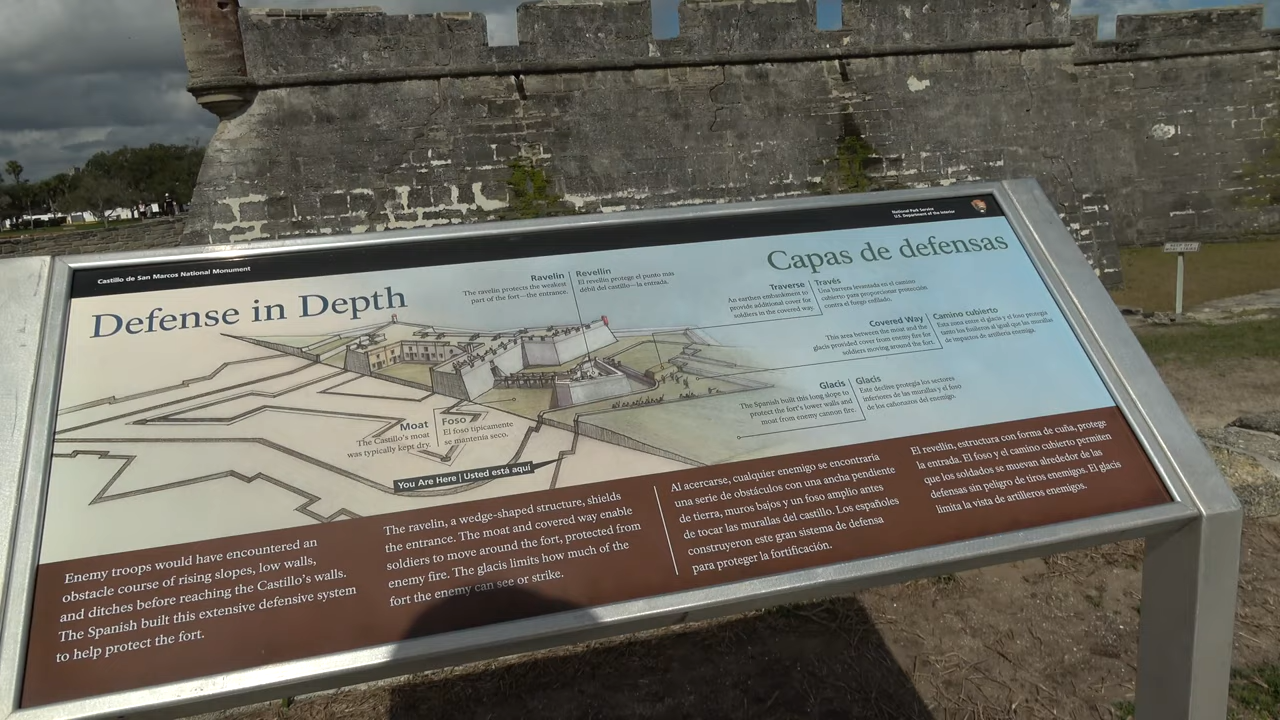 National Park Service
U.S. Department of the Interior
Castillo de San Marcos National Monument
Defense in Depth
Capas de defensas
Ravelin
The ravelin protects the weakest
part of the fort—the entrance.
Revellín
El revellín protege el punto más
débil del castillo—la entrada.
Traverse
An earthen embankment to
provide additional cover for
soldiers in the covered way.
Través
Una barrera levantada en el camino
cubierto para proporcionar protección
contra el fuego enfilado.
Covered Way
This area between the moat and the
glacis provided cover from enemy fire for
soldiers moving around the fort.
Camino cubierto
Esta área entre el glacis y el foso protegía
tanto los fusileros al igual que las murallas
de impactos de artillería enemiga.
Glacis
The Spanish built this long slope to
protect the fort's lower walls and
moat from enemy cannon fire.
Glacis
Este declive protegía los sectores
inferiores de las murallas y el foso
de los cañonazos del enemigo.
Moat
The Castillo's moat
was typically kept dry.
Foso
El foso típicamente
se mantenía seco.
You Are Here | Usted está aquí
Enemy troops would have encountered an
obstacle course of rising slopes, low walls,
and ditches before reaching the Castillo's walls.
The Spanish built this extensive defensive system
to help protect the fort.
The ravelin, a wedge-shaped structure, shields
the entrance. The moat and covered way enable
soldiers to move around the fort, protected from
enemy fire. The glacis limits how much of the
fort the enemy can see or strike.
Al acercarse, cualquier enemigo se encontraría
una serie de obstáculos con una ancha pendiente
de tierra, muros bajos y un foso amplio antes
de tocar las murallas del castillo. Los españoles
construyeron este gran sistema de defensa
para proteger la fortificación.
El revellín, estructura con forma de cuña, protege
la entrada. El foso y el camino cubierto permiten
que los soldados se muevan alrededor de las
defensas sin peligro de tiros enemigos. El glacis
limita la vista de artilleros enemigos.